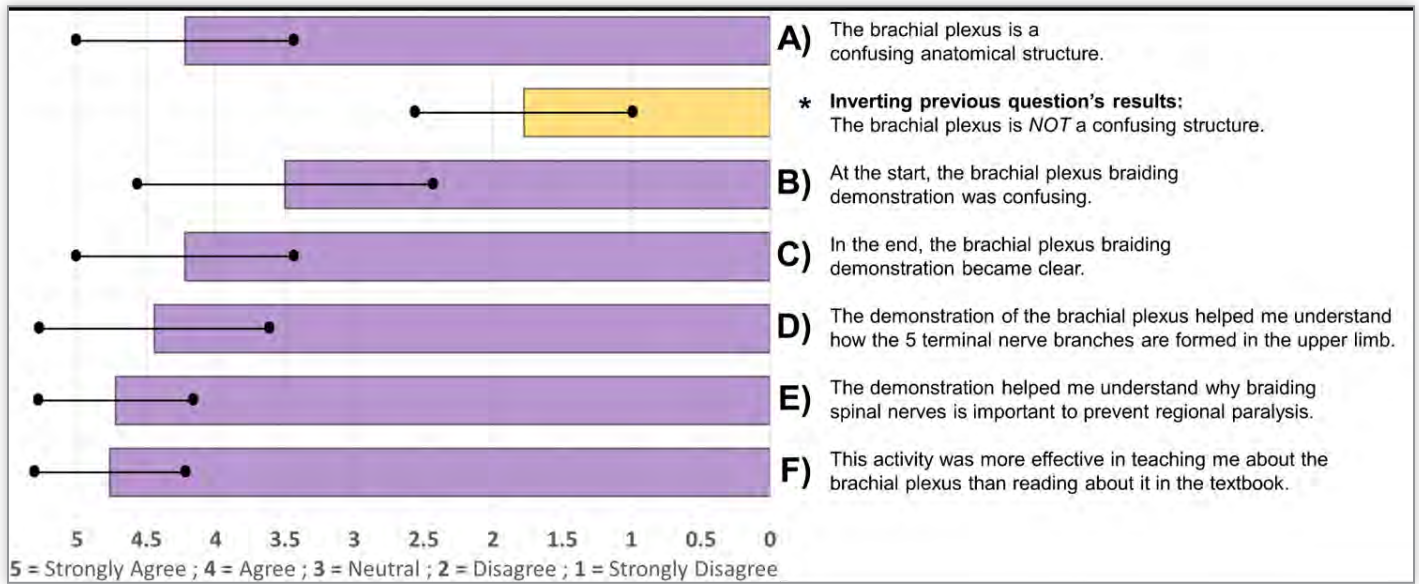 A) The brachial plexus is a
confusing anatomical structure.
* Inverting previous question's results:
The brachial plexus is NOT a confusing structure.
B) At the start, the brachial plexus braiding
demonstration was confusing.
C) In the end, the brachial plexus braiding
demonstration became clear.
D) The demonstration of the brachial plexus helped me understand
how the 5 terminal nerve branches are formed in the upper limb.
E) The demonstration helped me understand why braiding
spinal nerves is important to prevent regional paralysis.
F) This activity was more effective in teaching me about the
brachial plexus than reading about it in the textbook.
5 4.5 4 3.5 3 2.5 2 1.5 1 0.5 0
5 = Strongly Agree ; 4 = Agree ; 3 = Neutral ; 2 = Disagree ; 1 = Strongly Disagree